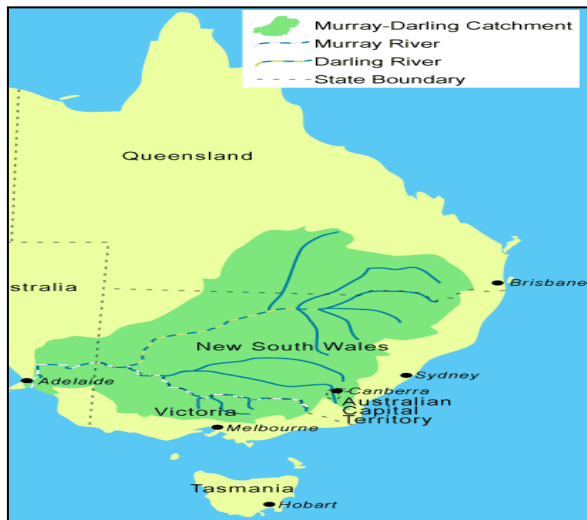 Murray-Darling Catchment
Murray River
Darling River
State Boundary
Queensland
Brisbane
stralia
New South Wales
Sydney
Adelaide
Canberra
Australian
Capital
Territory
Victoria
Melbourne
Tasmania
Hobart